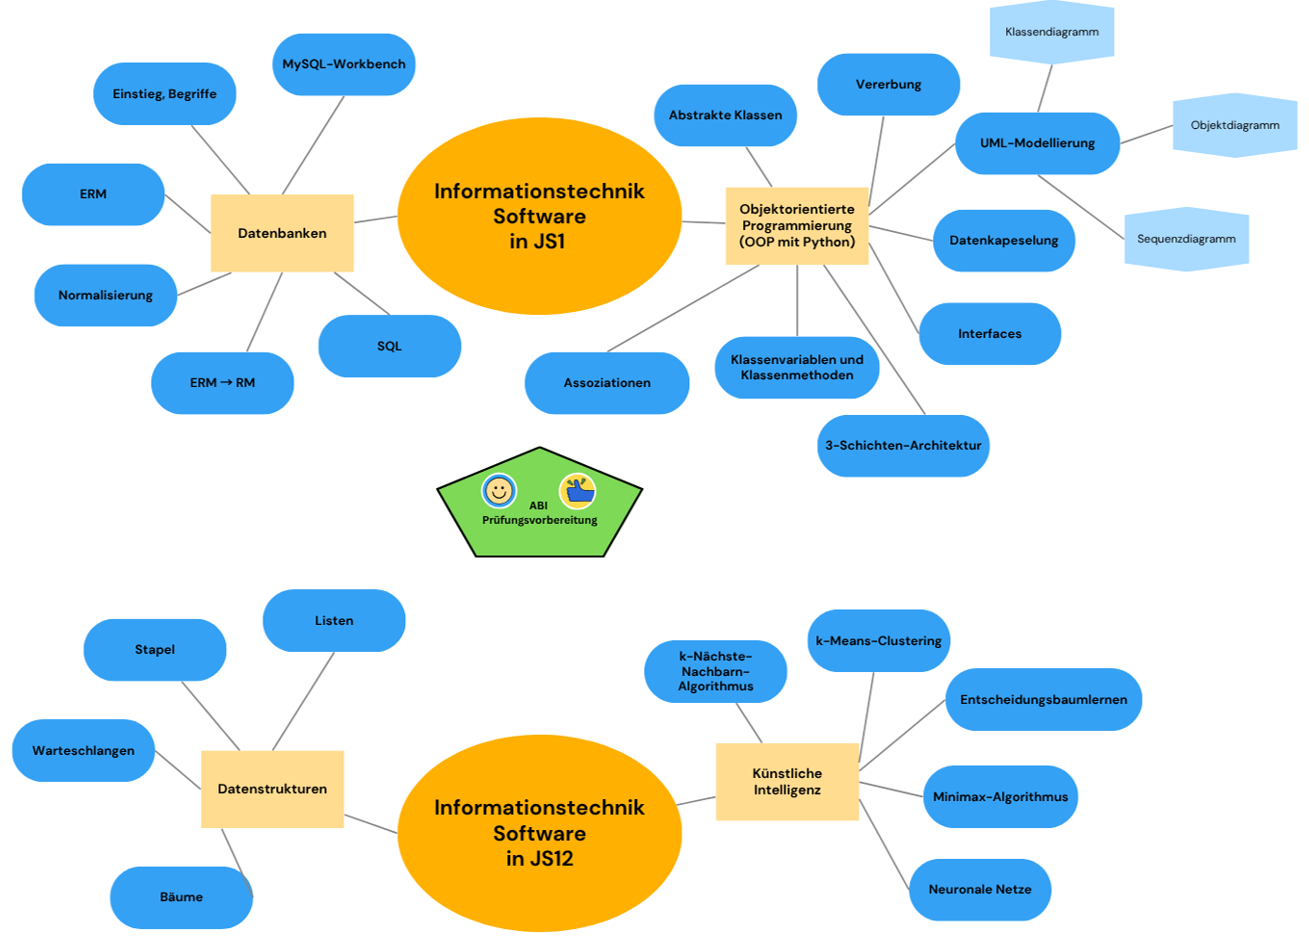 MySQL-Workbench
Einstieg, Begriffe
ERM
Datenbanken
Normalisierung
ERM → RM
SQL
Informationstechnik
Software
in JS1
Abstrakte Klassen
Vererbung
Klassendiagramm
Objektdiagramm
UML-Modellierung
Sequenzdiagramm
Objektorientierte
Programmierung
(OOP mit Python)
Datenkapeselung
Interfaces
Assoziationen
Klassenvariablen und
Klassenmethoden
3-Schichten-Architektur
ABI
Prüfungsvorbereitung
Listen
Stapel
Warteschlangen
Datenstrukturen
Bäume
Informationstechnik
Software
in JS12
k-Nächste-
Nachbarn-
Algorithmus
k-Means-Clustering
Entscheidungsbaumlernen
Künstliche
Intelligenz
Minimax-Algorithmus
Neuronale Netze